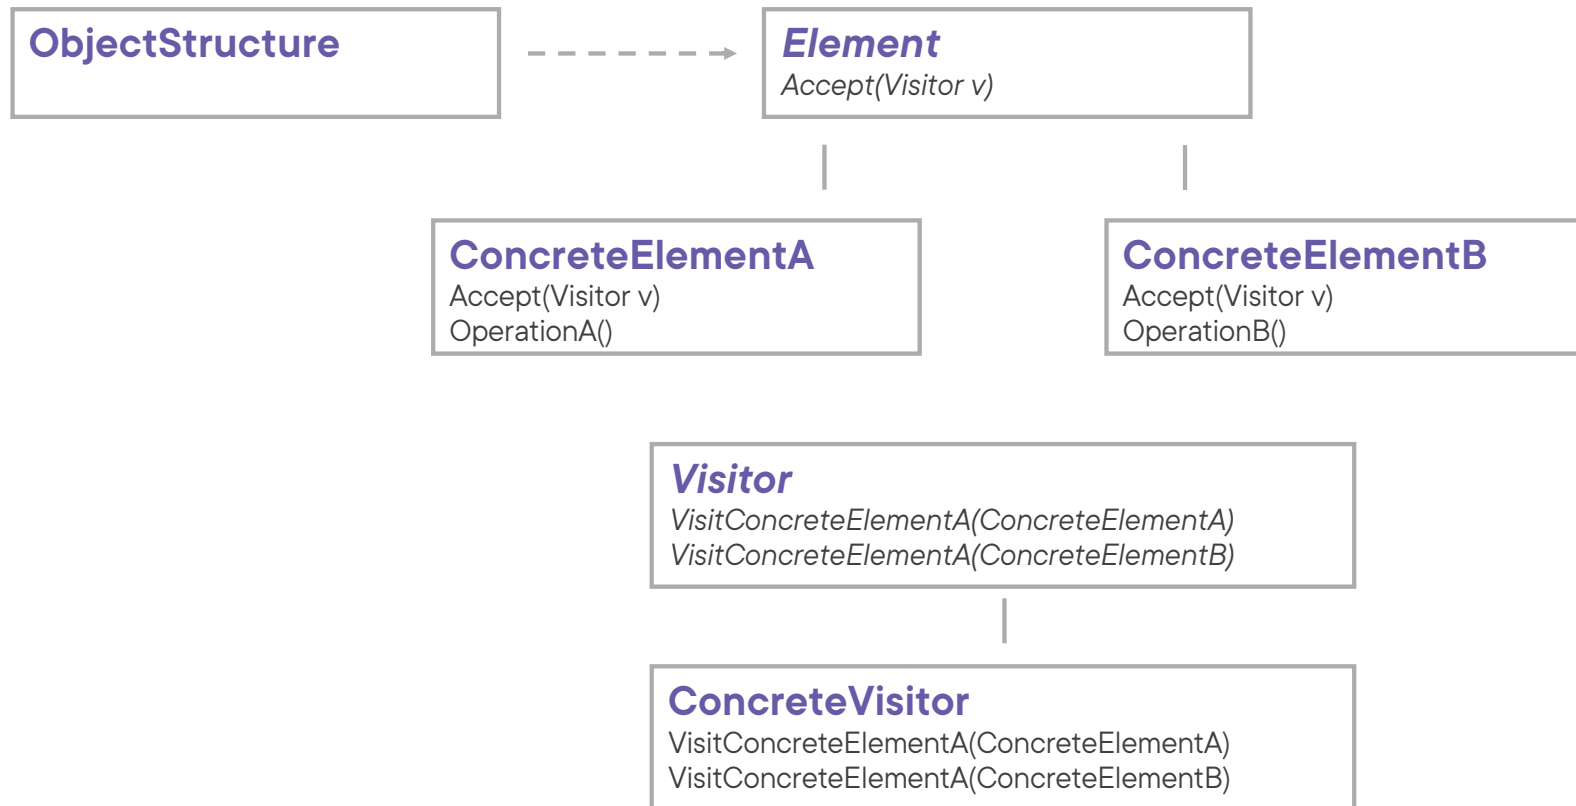 ObjectStructure
Element
Accept(Visitor v)
ConcreteElementA
Accept(Visitor v)
OperationA()
ConcreteElementB
Accept(Visitor v)
OperationB()
Visitor
VisitConcreteElementA(ConcreteElementA)
VisitConcreteElementA(ConcreteElementB)
ConcreteVisitor
VisitConcreteElementA(ConcreteElementA)
VisitConcreteElementA(ConcreteElementB)